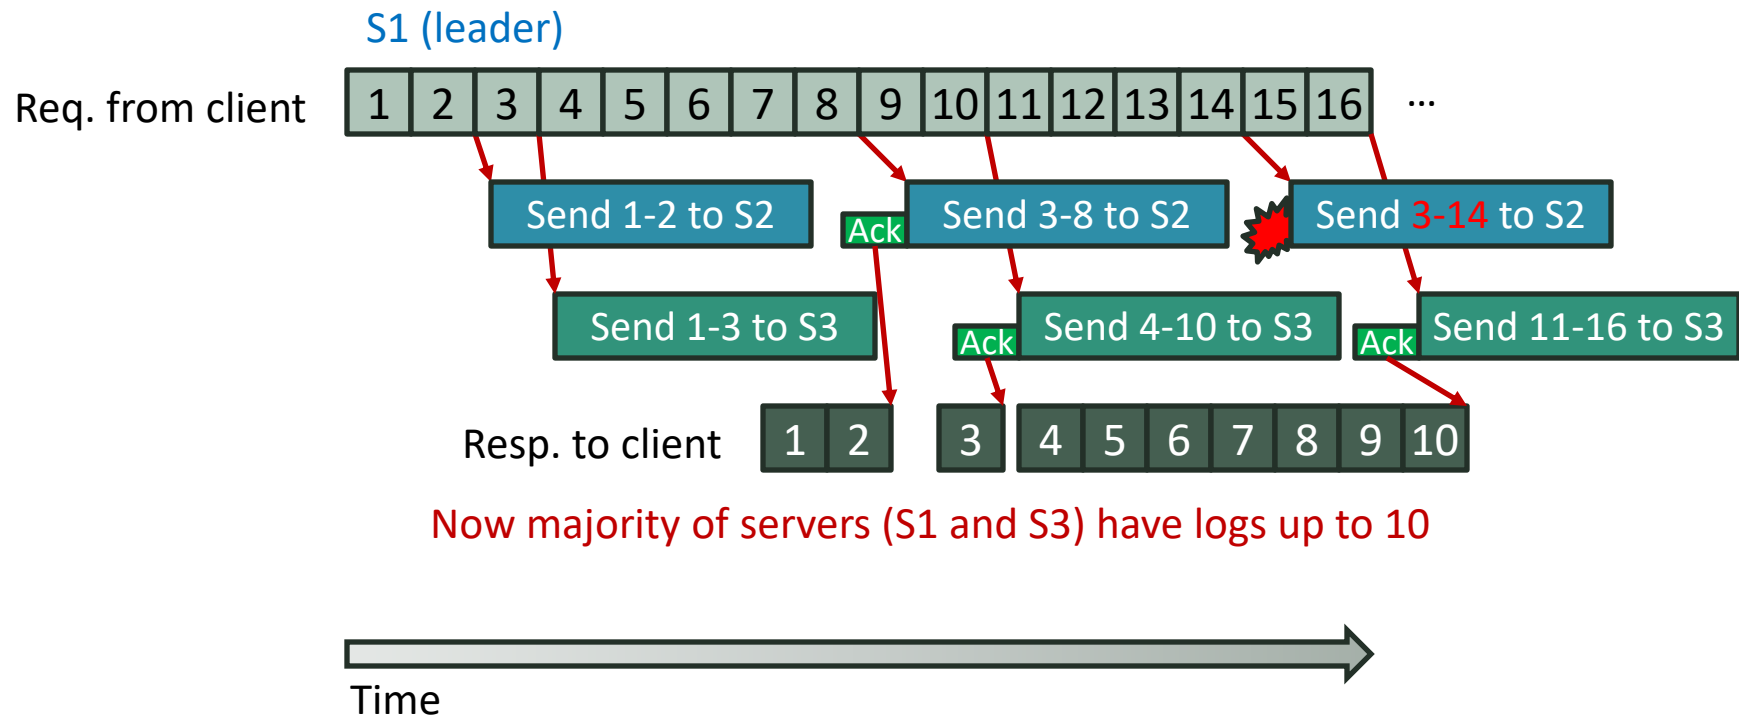 S1 (leader)
Req. from client 1 2 3 4 5 6 7 8 9 10 11 12 13 14 15 16 ...
Send 1-2 to S2
Ack
Send 3-8 to S2
Send 3-14 to S2
Send 1-3 to S3
Ack
Send 4-10 to S3
Ack
Send 11-16 to S3
Resp. to client 1 2 3 4 5 6 7 8 9 10
Now majority of servers (S1 and S3) have logs up to 10
Time